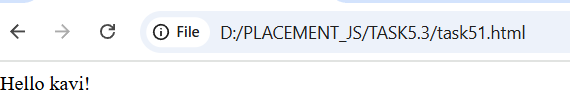 File D:/PLACEMENT_JS/TASK5.3/task51.html
Hello kavi!